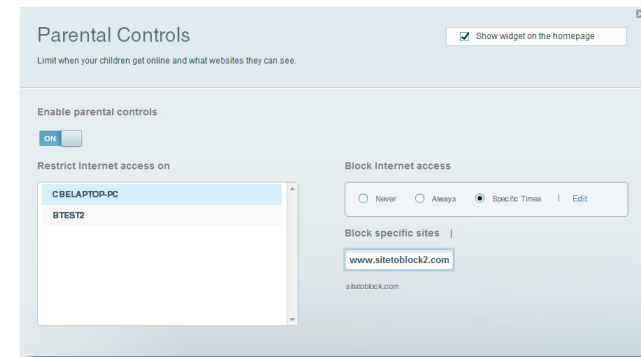 Parental Controls
Show widget on the homepage
Limit when your children get online and what websites they can see.
Enable parental controls
ON
Restrict Internet access on
Block Internet access
CBELAPTOP-PC
Never Always Specific Times | Edit
BTEST2
Block specific sites |
www.sitetoblock2.com
sitetoblock.com